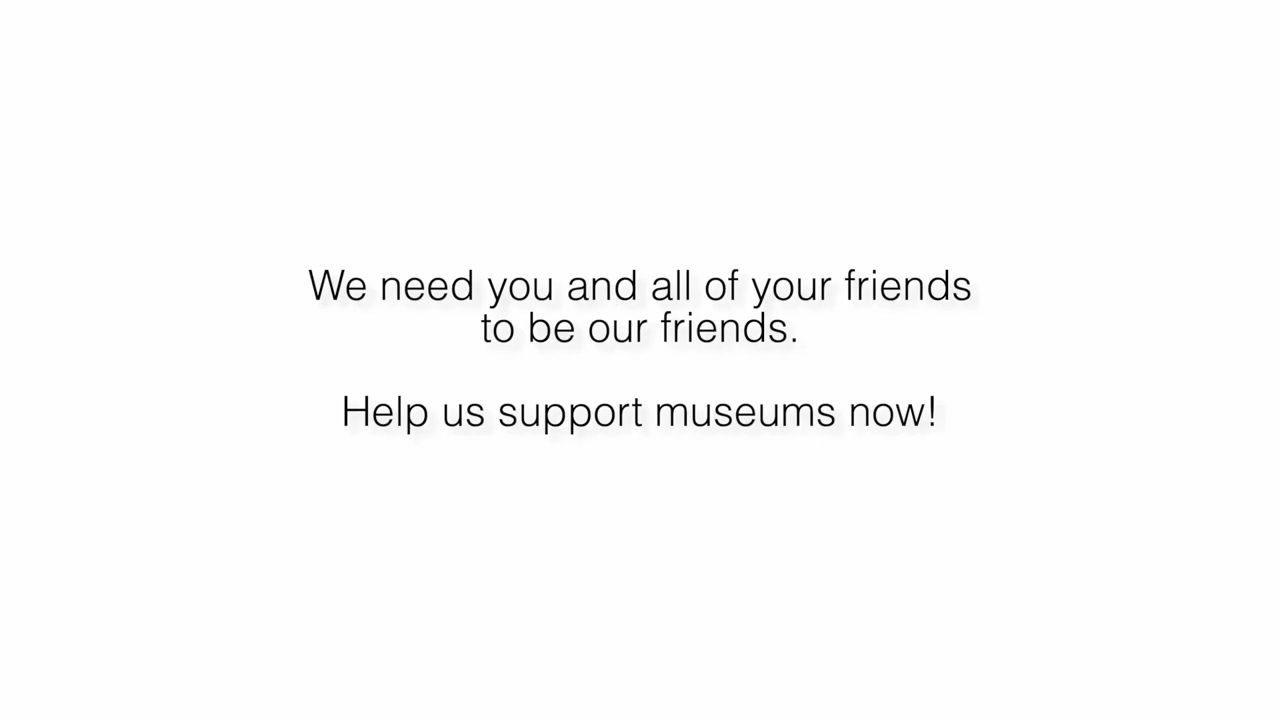 We need you and all of your friends
to be our friends.
Help us support museums now!